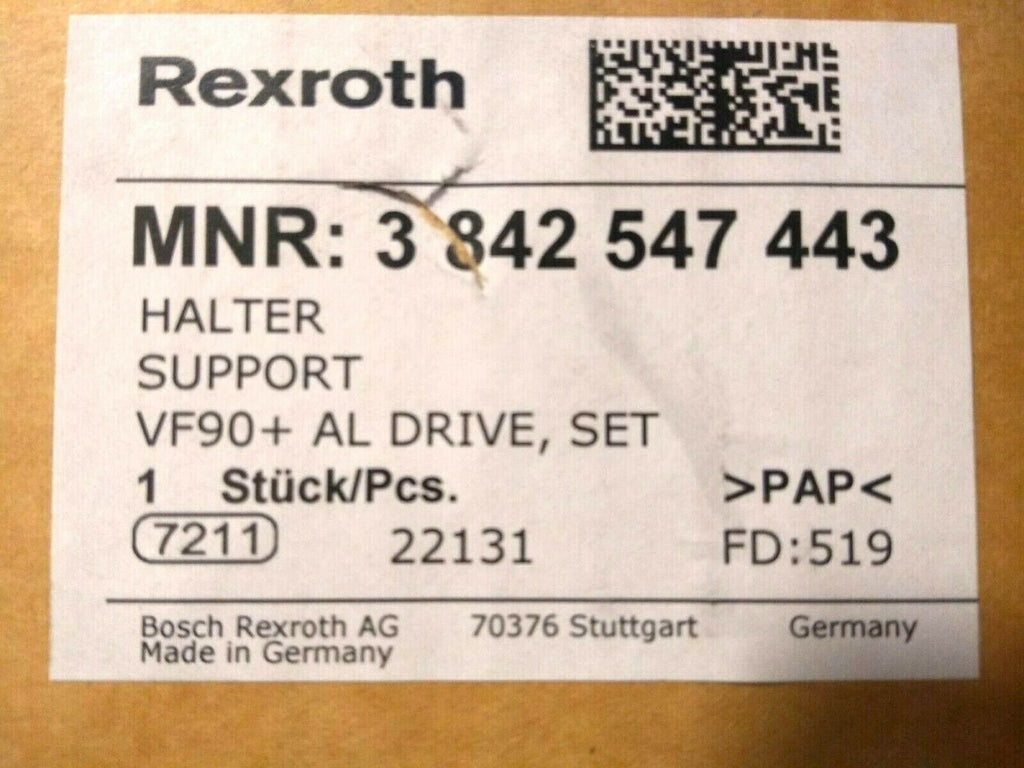 Rexroth
MNR: 3 842 547 443
HALTER
SUPPORT
VF90+ AL DRIVE, SET
1 Stück/Pcs. >PAP<
7211 22131 FD:519
Bosch Rexroth AG 70376 Stuttgart Germany
Made in Germany